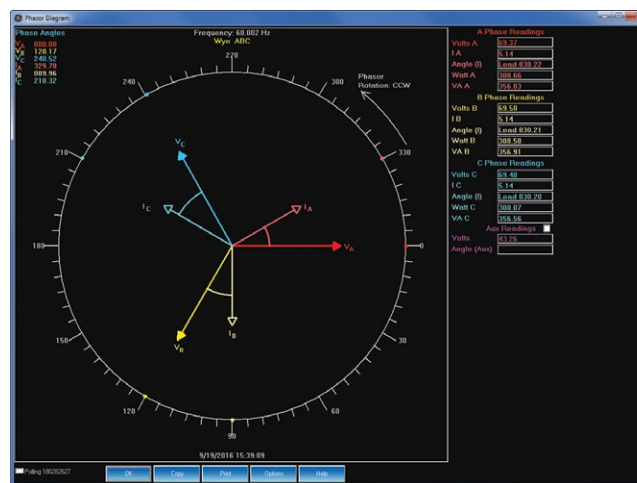 Phasor Diagram
Phase Angles
VA 000.00
VB 120.17
VC 240.52
IA 329.78
IB 089.96
IC 210.32
Frequency: 60.002 Hz
Wye ABC
Phasor
Rotation: CCW
270
300
330
0
30
60
90
120
150
180
210
240
VC
IC
IA
VA
IB
VB
9/19/2016 15:39:09
A Phase Readings
Volts A 69.37
I A 5.14
Angle (I) Lead 030.22
Watt A 308.66
VA A 356.83
B Phase Readings
Volts B 69.50
I B 5.14
Angle (I) Lead 030.21
Watt B 308.50
VA B 356.91
C Phase Readings
Volts C 69.40
I C 5.14
Angle (I) Lead 030.20
Watt C 308.07
VA C 356.56
Aux Readings
Volts 43.26
Angle (Aux)
Polling 180282527
OK
Copy
Print
Options
Help